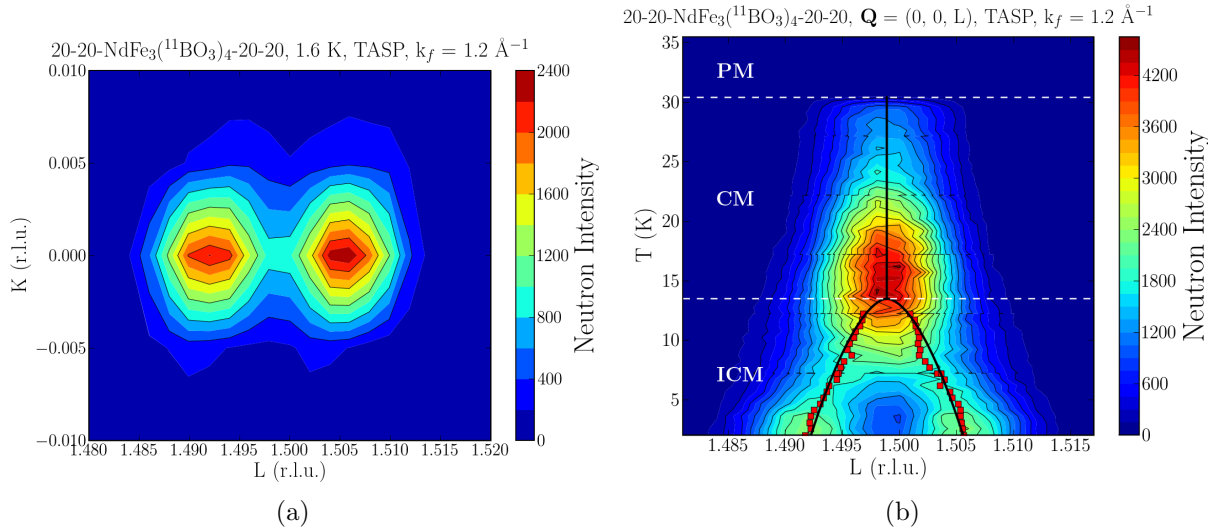 20-20-NdFe₃(¹¹BO₃)₄-20-20, 1.6 K, TASP, k_f = 1.2 Å⁻¹
0.010
0.005
0.000
−0.005
−0.010
K (r.l.u.)
1.480 1.485 1.490 1.495 1.500 1.505 1.510 1.515 1.520
L (r.l.u.)
2400
2000
1600
1200
800
400
0
Neutron Intensity
(a)
20-20-NdFe₃(¹¹BO₃)₄-20-20, Q = (0, 0, L), TASP, k_f = 1.2 Å⁻¹
35
30
25
20
15
10
5
T (K)
PM
CM
ICM
1.485 1.490 1.495 1.500 1.505 1.510 1.515
L (r.l.u.)
4200
3600
3000
2400
1800
1200
600
0
Neutron Intensity
(b)